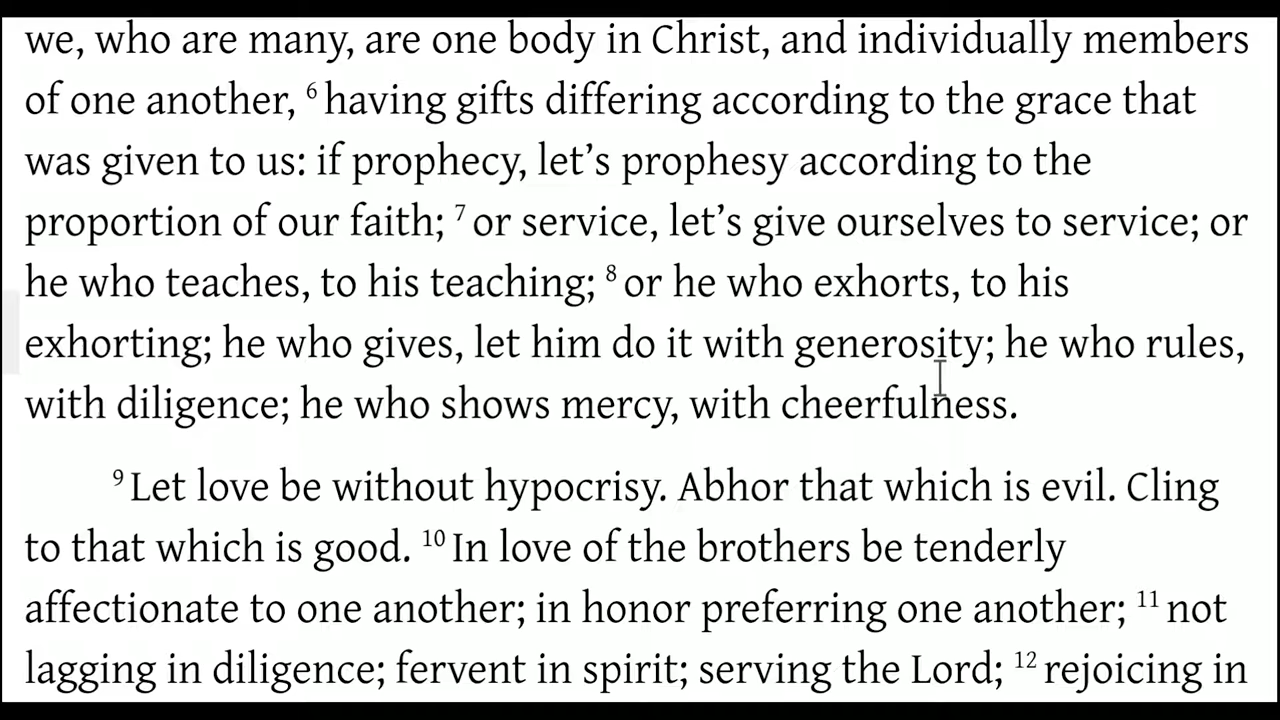 we, who are many, are one body in Christ, and individually members
of one another, 6 having gifts differing according to the grace that
was given to us: if prophecy, let’s prophesy according to the
proportion of our faith; 7 or service, let’s give ourselves to service; or
he who teaches, to his teaching; 8 or he who exhorts, to his
exhorting; he who gives, let him do it with generosity; he who rules,
with diligence; he who shows mercy, with cheerfulness.
9 Let love be without hypocrisy. Abhor that which is evil. Cling
to that which is good. 10 In love of the brothers be tenderly
affectionate to one another; in honor preferring one another; 11 not
lagging in diligence; fervent in spirit; serving the Lord; 12 rejoicing in